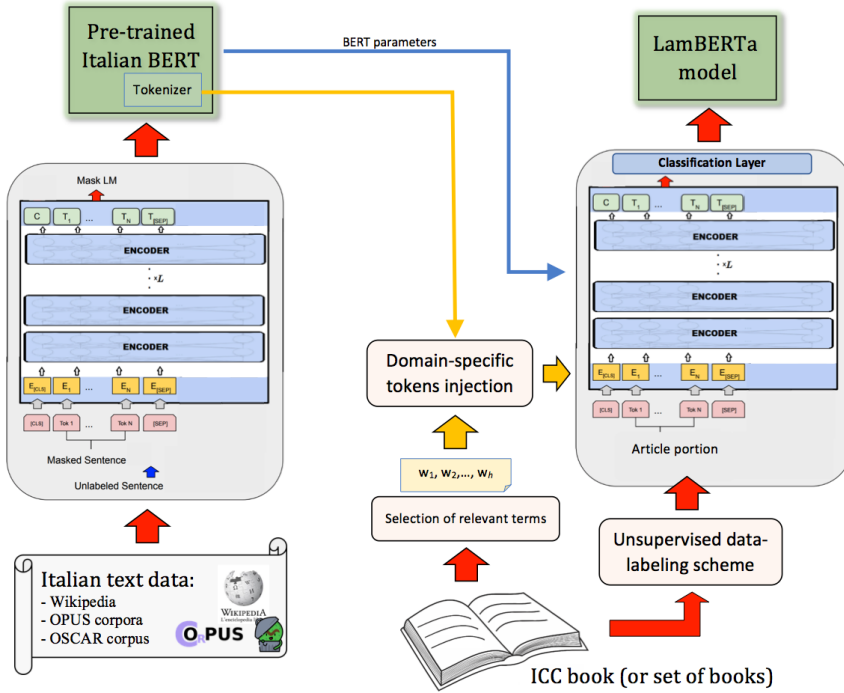 Pre-trained
Italian BERT
Tokenizer
BERT parameters
LamBERTa
model
Mask LM
C T1 ... TN T[SEP]
ENCODER
xL
ENCODER
ENCODER
E[CLS] E1 ... EN E[SEP]
[CLS] Tok 1 ... Tok N [SEP]
Masked Sentence
Unlabeled Sentence
Italian text data:
- Wikipedia
- OPUS corpora
- OSCAR corpus
WIKIPEDIA
CORPUS
Domain-specific
tokens injection
w1, w2,..., wh
Selection of relevant terms
Classification Layer
C T1 ... TN T[SEP]
ENCODER
xL
ENCODER
ENCODER
E[CLS] E1 ... EN E[SEP]
[CLS] Tok 1 ... Tok N [SEP]
Article portion
Unsupervised data-
labeling scheme
ICC book (or set of books)